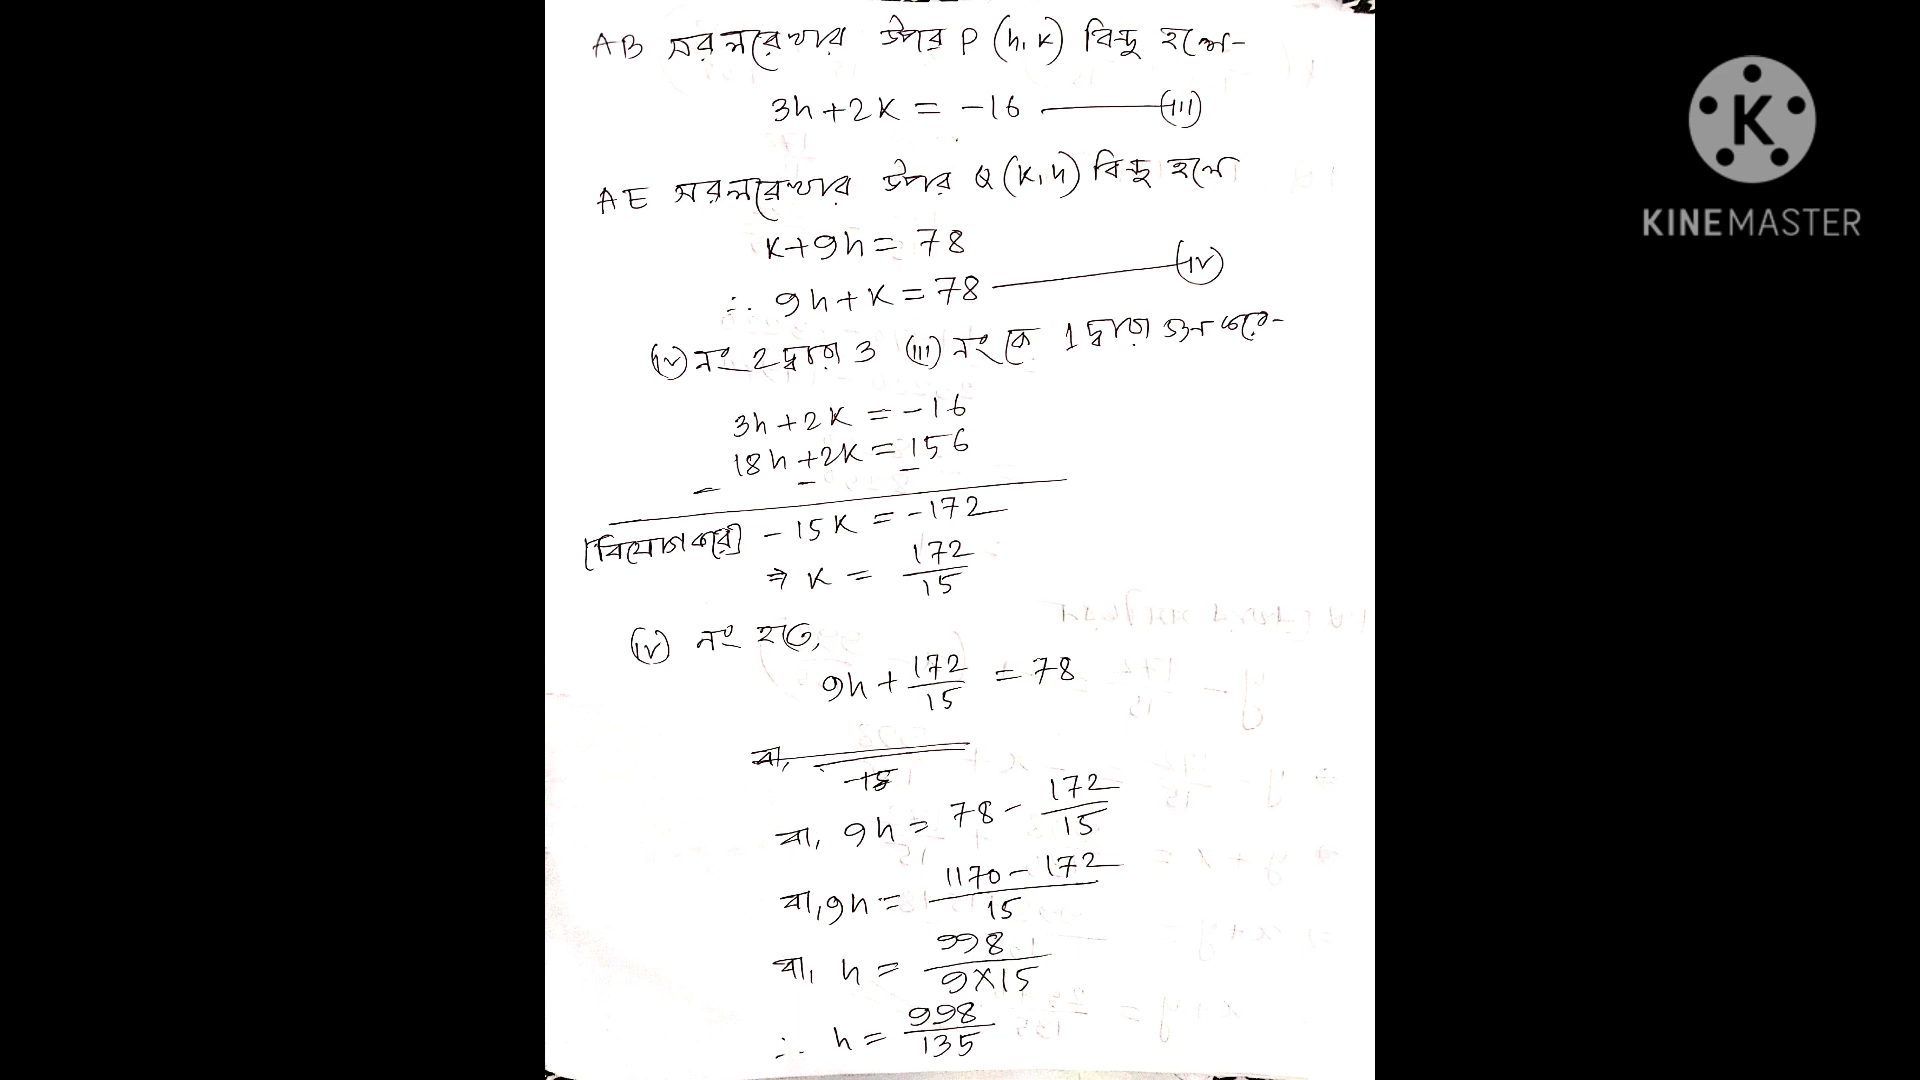 AB সরলরেখার উপর P (h, k) বিন্দু হলে-
3h + 2k = -16 (iii)
AE সরলরেখার উপর Q (k, h) বিন্দু হলে
k+9h = 78
∴ 9h + k = 78 (iv)
(iv) নং 2 দ্বারা ও (iii) নং কে 1 দ্বারা গুন করে-
3h + 2k = -16
18h + 2k = 156
- - -
[বিয়োগ করে] - 15k = -172
⇒ k = 172/15
(iv) নং হতে,
9h + 172/15 = 78
বা,
15
বা, 9h = 78 - 172/15
বা, 9h = 1170 - 172/15
বা, h = 998/9×15
∴ h = 998/135
K
KINEMASTER